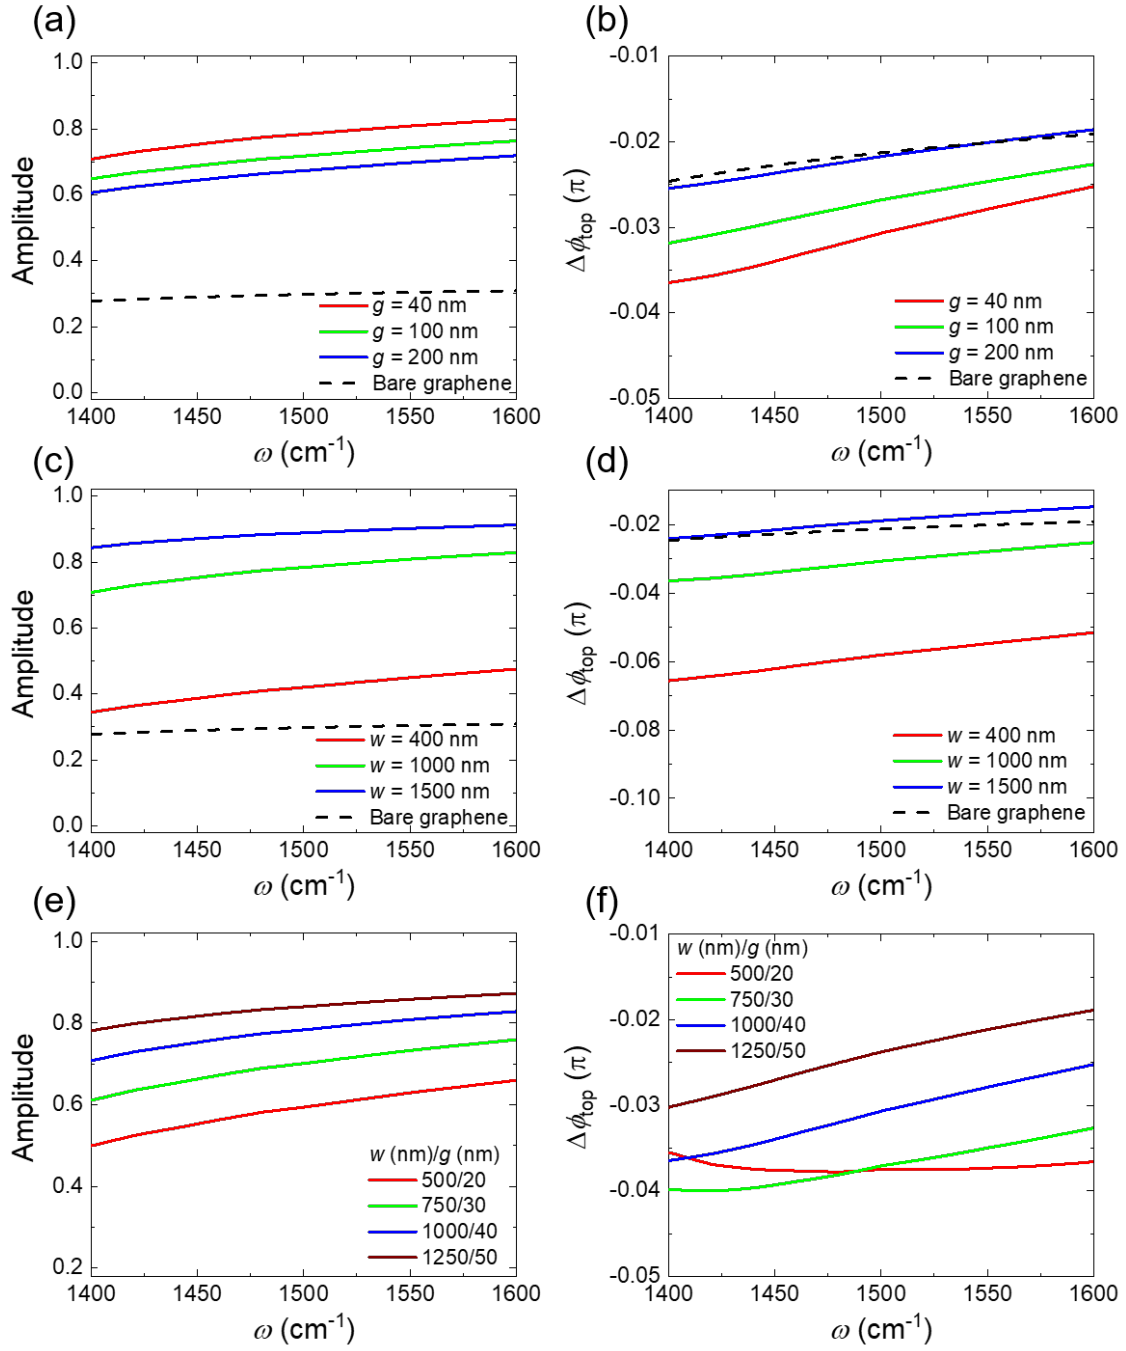 (a)
1.0
0.8
0.6
0.4
0.2
0.0
Amplitude
g = 40 nm
g = 100 nm
g = 200 nm
Bare graphene
1400 1450 1500 1550 1600
ω (cm⁻¹)
(b)
-0.01
-0.02
-0.03
-0.04
-0.05
Δϕtop (π)
g = 40 nm
g = 100 nm
g = 200 nm
Bare graphene
1400 1450 1500 1550 1600
ω (cm⁻¹)
(c)
1.0
0.8
0.6
0.4
0.2
0.0
Amplitude
w = 400 nm
w = 1000 nm
w = 1500 nm
Bare graphene
1400 1450 1500 1550 1600
ω (cm⁻¹)
(d)
-0.02
-0.04
-0.06
-0.08
-0.10
Δϕtop (π)
w = 400 nm
w = 1000 nm
w = 1500 nm
Bare graphene
1400 1450 1500 1550 1600
ω (cm⁻¹)
(e)
1.0
0.8
0.6
0.4
0.2
Amplitude
w (nm)/g (nm)
500/20
750/30
1000/40
1250/50
1400 1450 1500 1550 1600
ω (cm⁻¹)
(f)
-0.01
-0.02
-0.03
-0.04
-0.05
Δϕtop (π)
w (nm)/g (nm)
500/20
750/30
1000/40
1250/50
1400 1450 1500 1550 1600
ω (cm⁻¹)